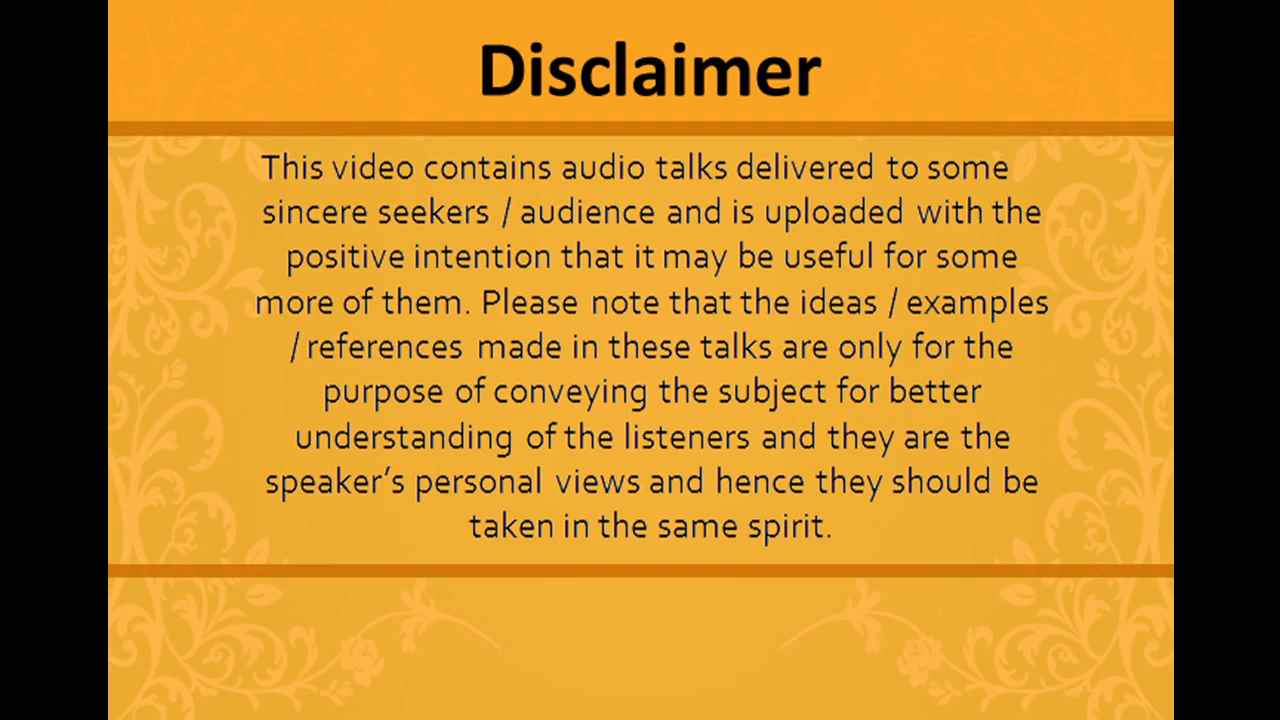 Disclaimer
This video contains audio talks delivered to some
sincere seekers / audience and is uploaded with the
positive intention that it may be useful for some
more of them. Please note that the ideas / examples
/ references made in these talks are only for the
purpose of conveying the subject for better
understanding of the listeners and they are the
speaker’s personal views and hence they should be
taken in the same spirit.